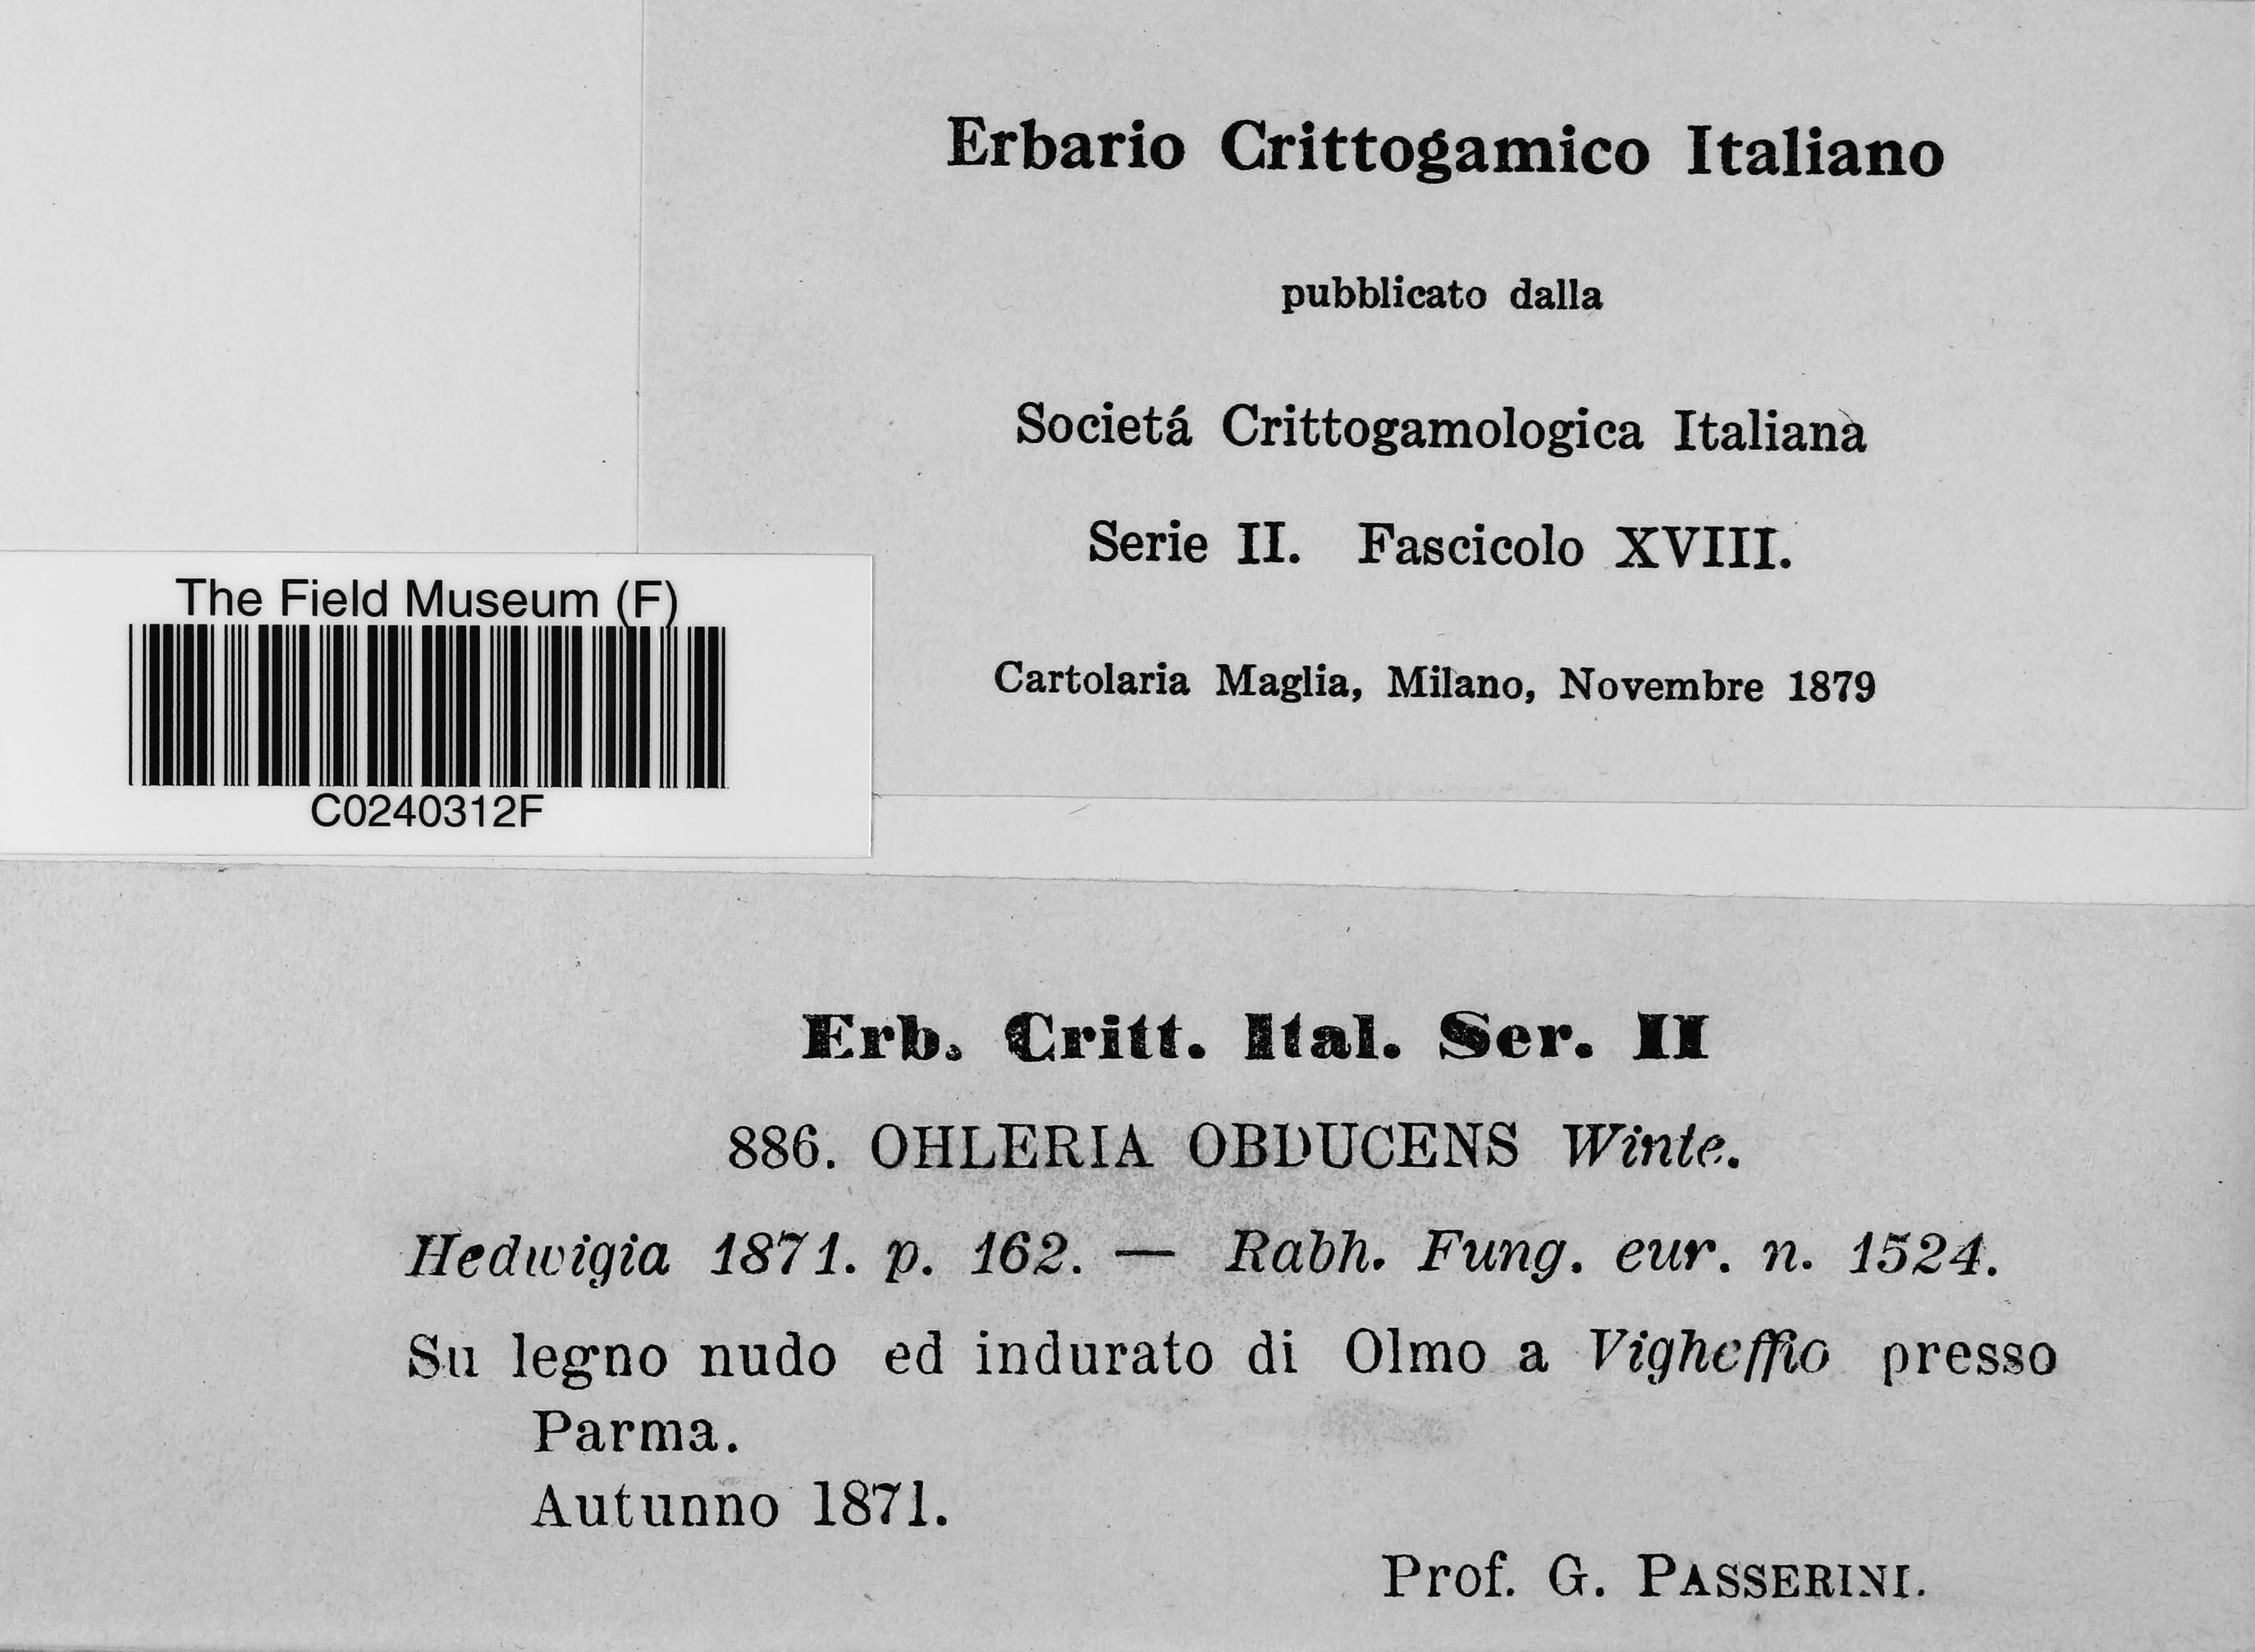 Erbario Crittogamico Italiano
pubblicato dalla
Societá Crittogamologica Italiana
Serie II. Fascicolo XVIII.
Cartolaria Maglia, Milano, Novembre 1879
The Field Museum (F)
C0240312F
Erb. Critt. Ital. Ser. II
886. OHLERIA OBDUCENS Winte.
Hedwigia 1871. p. 162. — Rabh. Fung. eur. n. 1524.
Su legno nudo ed indurato di Olmo a Vigheffio presso
Parma.
Autunno 1871.
Prof. G. PASSERINI.